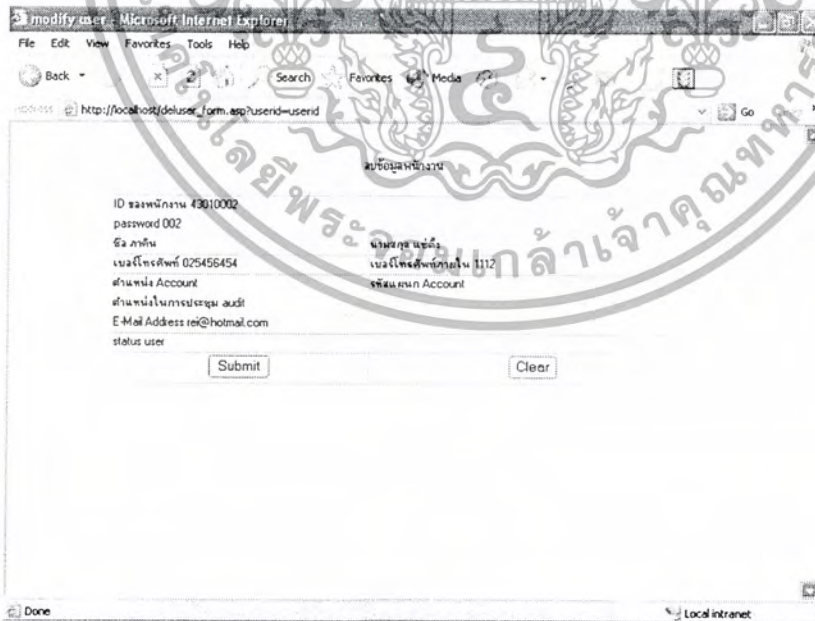 modify user - Microsoft Internet Explorer
File Edit View Favorites Tools Help
Back Search Favorites Media
Address http://localhost/deluser_form.asp?userid=userid Go
ลบข้อมูลพนักงาน
ID ของพนักงาน 43010002
password 002
ชื่อ ภาคิน นามสกุล แซ่ตั้ง
เบอร์โทรศัพท์ 025456454 เบอร์โทรศัพท์ภายใน 1112
ตำแหน่ง Account รหัสแผนก Account
ตำแหน่งในการประชุม audit
E-Mail Address rei@hotmail.com
status user
Submit Clear
Done Local intranet